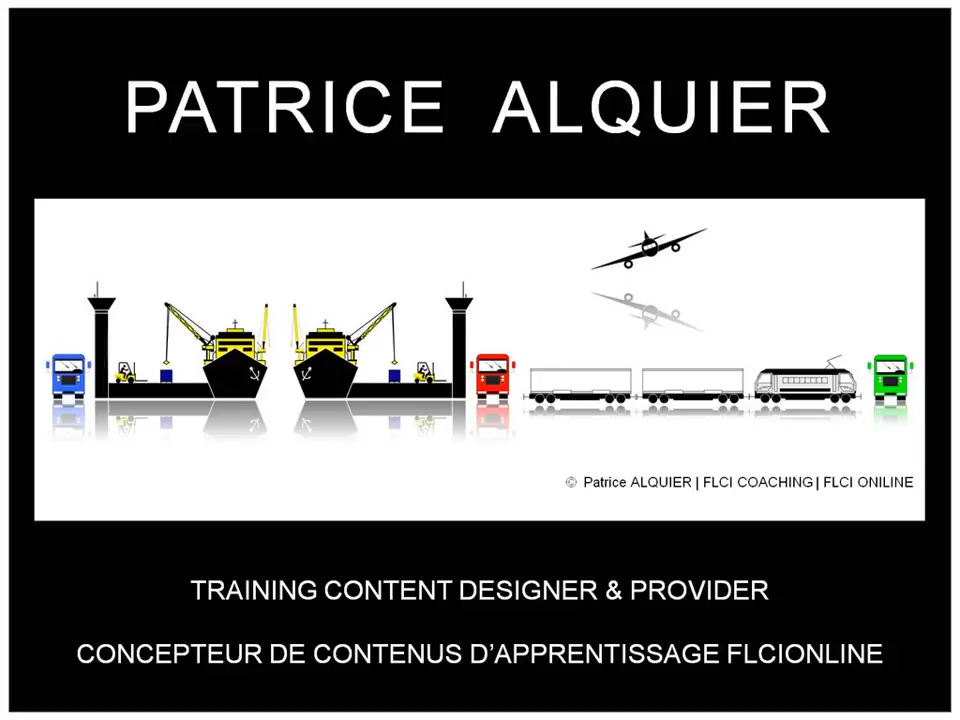 PATRICE ALQUIER
© Patrice ALQUIER | FLCI COACHING | FLCI ONILINE
TRAINING CONTENT DESIGNER & PROVIDER
CONCEPTEUR DE CONTENUS D’APPRENTISSAGE FLCIONLINE